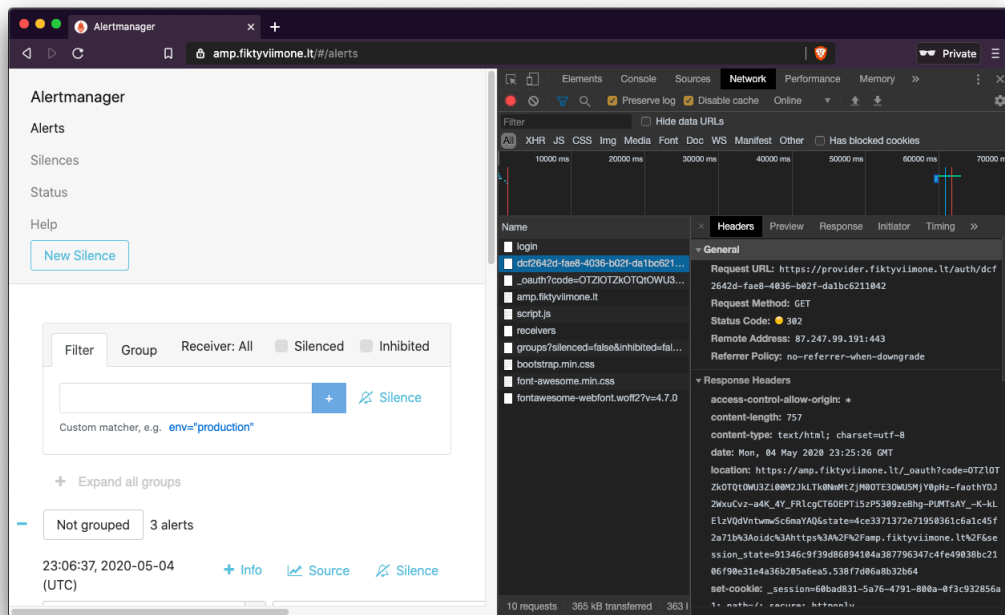 Alertmanager
amp.fiktyviimone.lt/#/alerts
Private
Alertmanager
Alerts
Silences
Status
Help
New Silence
Filter
Group
Receiver: All
Silenced
Inhibited
+
Silence
Custom matcher, e.g. env="production"
+ Expand all groups
Not grouped
3 alerts
23:06:37, 2020-05-04 (UTC)
+ Info
Source
Silence
Elements Console Sources Network Performance Memory »
Preserve log Disable cache Online
Filter
Hide data URLs
All XHR JS CSS Img Media Font Doc WS Manifest Other Has blocked cookies
10000 ms 20000 ms 30000 ms 40000 ms 50000 ms 60000 ms 70000 m
Name
login
dcf2642d-fae8-4036-b02f-da1bc621...
_oauth?code=OTZlOTZkOTQtOWU3...
amp.fiktyviimone.lt
script.js
receivers
groups?silenced=false&inhibited=fal...
bootstrap.min.css
font-awesome.min.css
fontawesome-webfont.woff2?v=4.7.0
10 requests 365 kB transferred 363 l
× Headers Preview Response Initiator Timing »
General
Request URL: https://provider.fiktyviimone.lt/auth/dcf
2642d-fae8-4036-b02f-da1bc6211042
Request Method: GET
Status Code: 302
Remote Address: 87.247.99.191:443
Referrer Policy: no-referrer-when-downgrade
Response Headers
access-control-allow-origin: *
content-length: 757
content-type: text/html; charset=utf-8
date: Mon, 04 May 2020 23:25:26 GMT
location: https://amp.fiktyviimone.lt/_oauth?code=OTZlOT
ZkOTQtOWU3Zi00M2JkLTk0NmMtZjM0OTE3OWU5MjY0pHz-faothYDJ
2WxuCvz-a4K_4Y_FRlcgCT6OEPTi5zP5309zeBhg-PUMTsAY_-K-kL
ElzVQdVntwmwSc6maYAQ&state=4ce3371372e71950361c6a1c45f
2a71b%3Aoidc%3Ahttps%3A%2F%2Famp.fiktyviimone.lt%2F&se
ssion_state=91346c9f39d86894104a387796347c4fe49038bc21
06f90e31e4a36b205a6ea5.538f7d06a8b32b64
set-cookie: _session=60bad831-5a76-4791-800a-0f3c932856a
1; path=/; secure; httponly